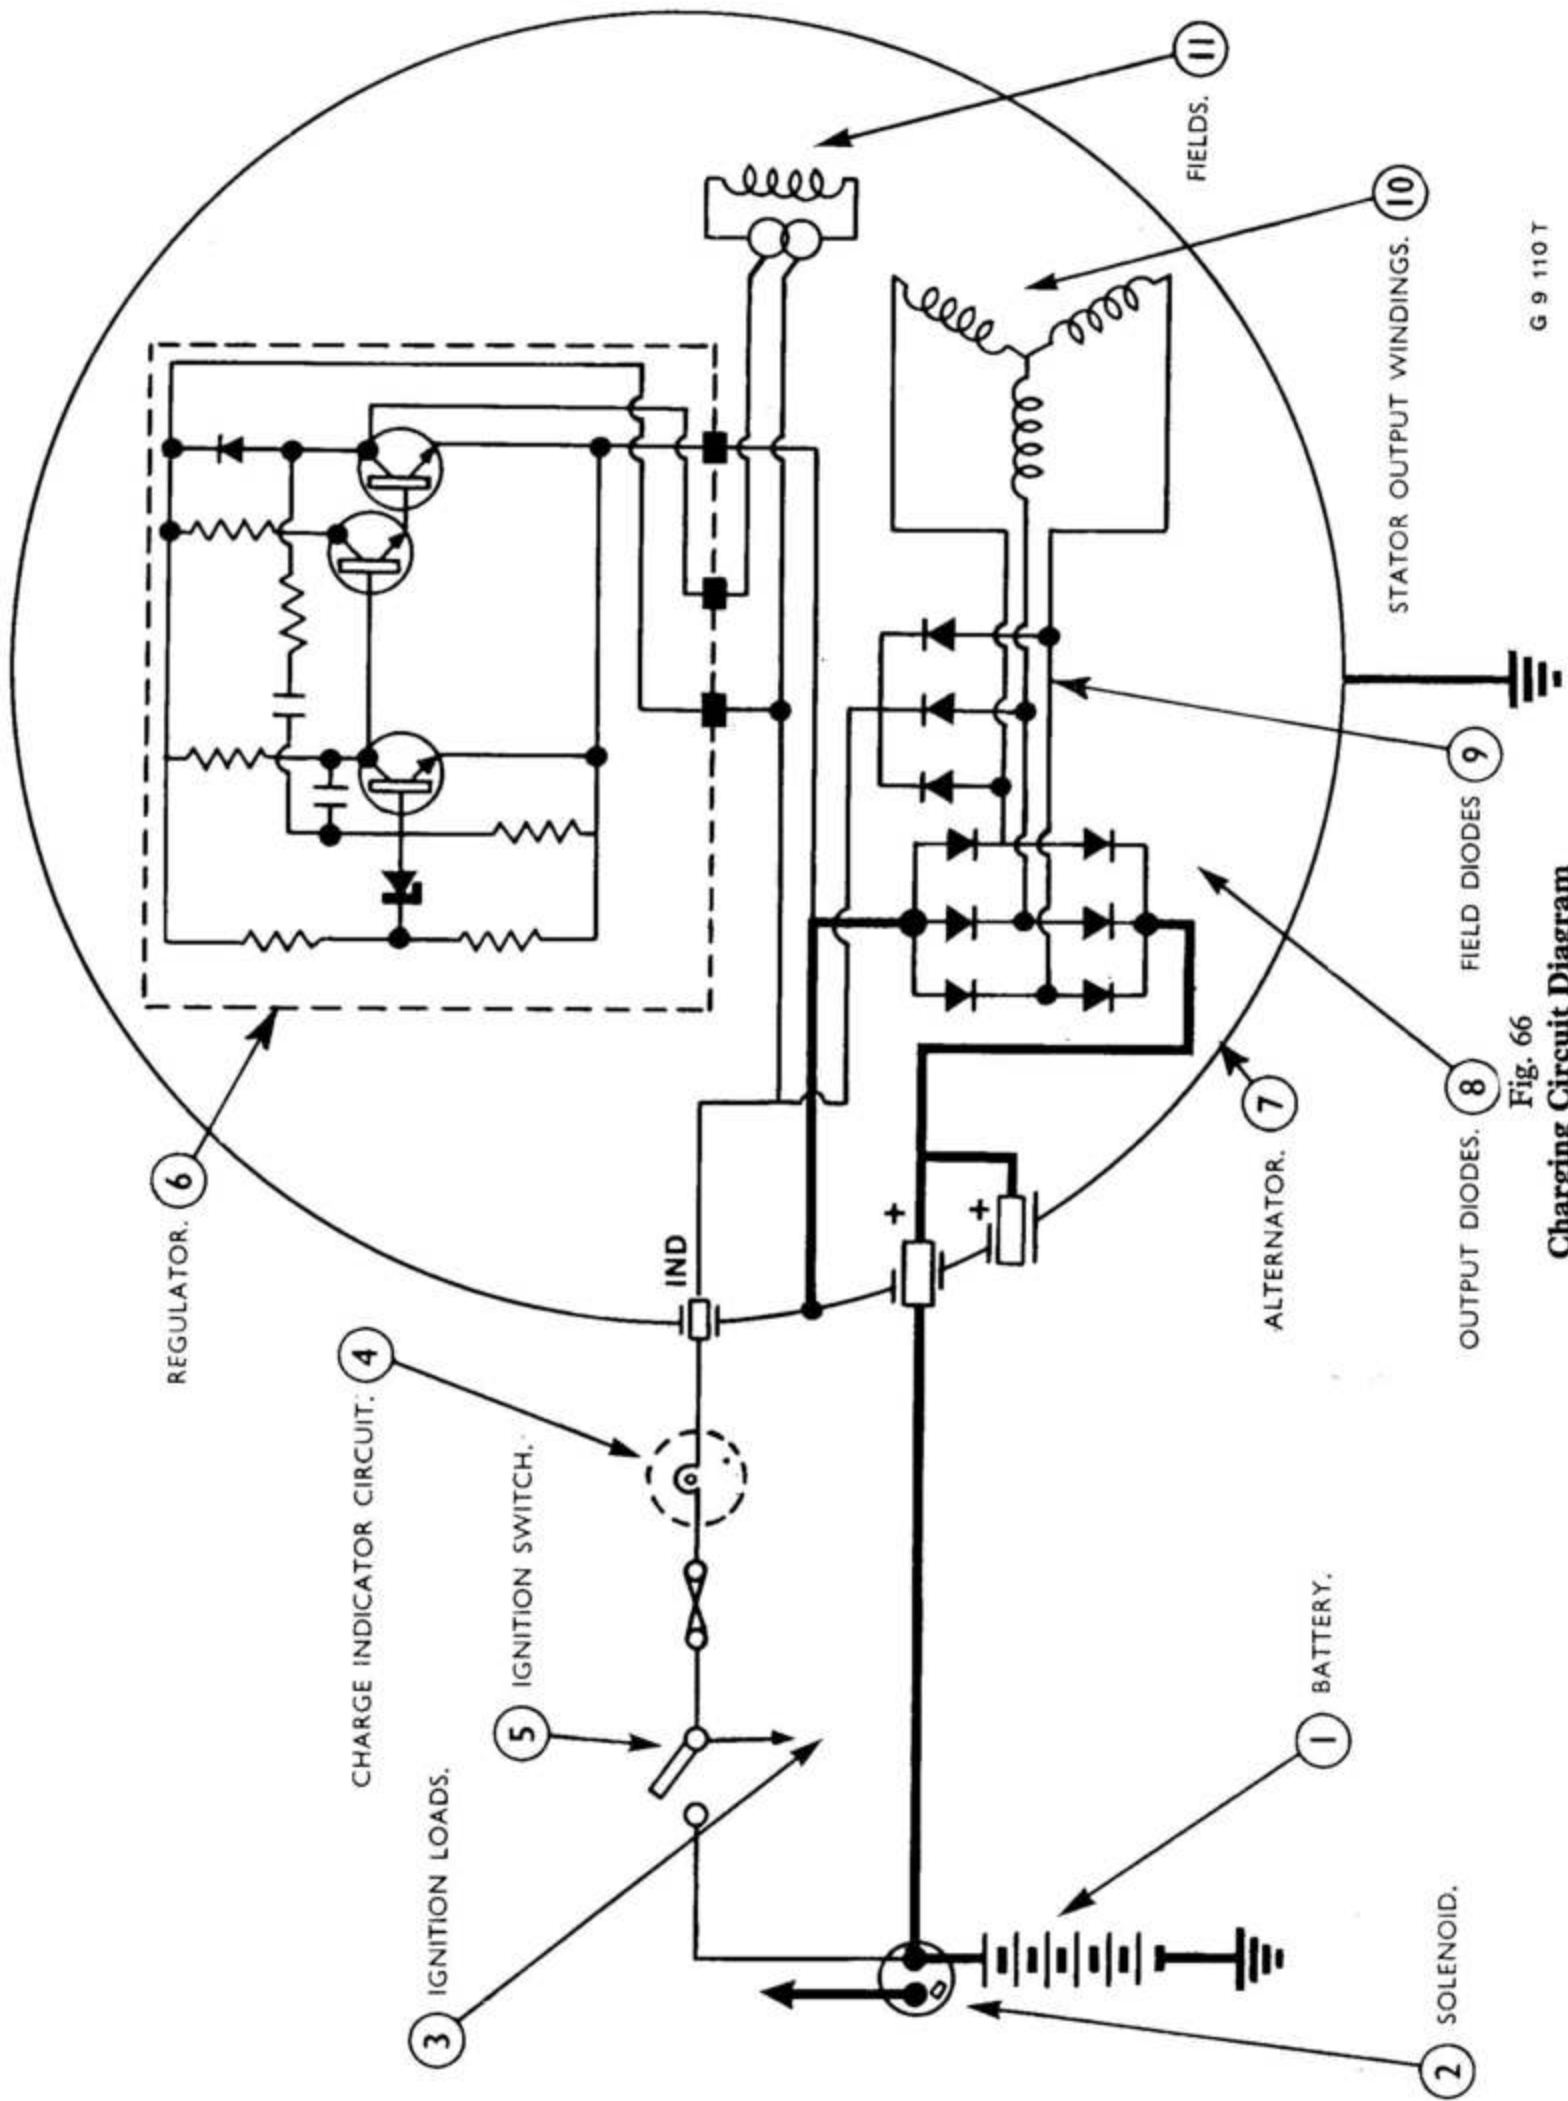 REGULATOR. 6
CHARGE INDICATOR CIRCUIT. 4
5 IGNITION SWITCH.
3 IGNITION LOADS.
IND
+
+
FIELDS. 11
STATOR OUTPUT WINDINGS. 10
FIELD DIODES 9
OUTPUT DIODES. 8
ALTERNATOR. 7
1 BATTERY.
2 SOLENOID.
G 9 110 T
Fig. 66
Charging Circuit Diagram